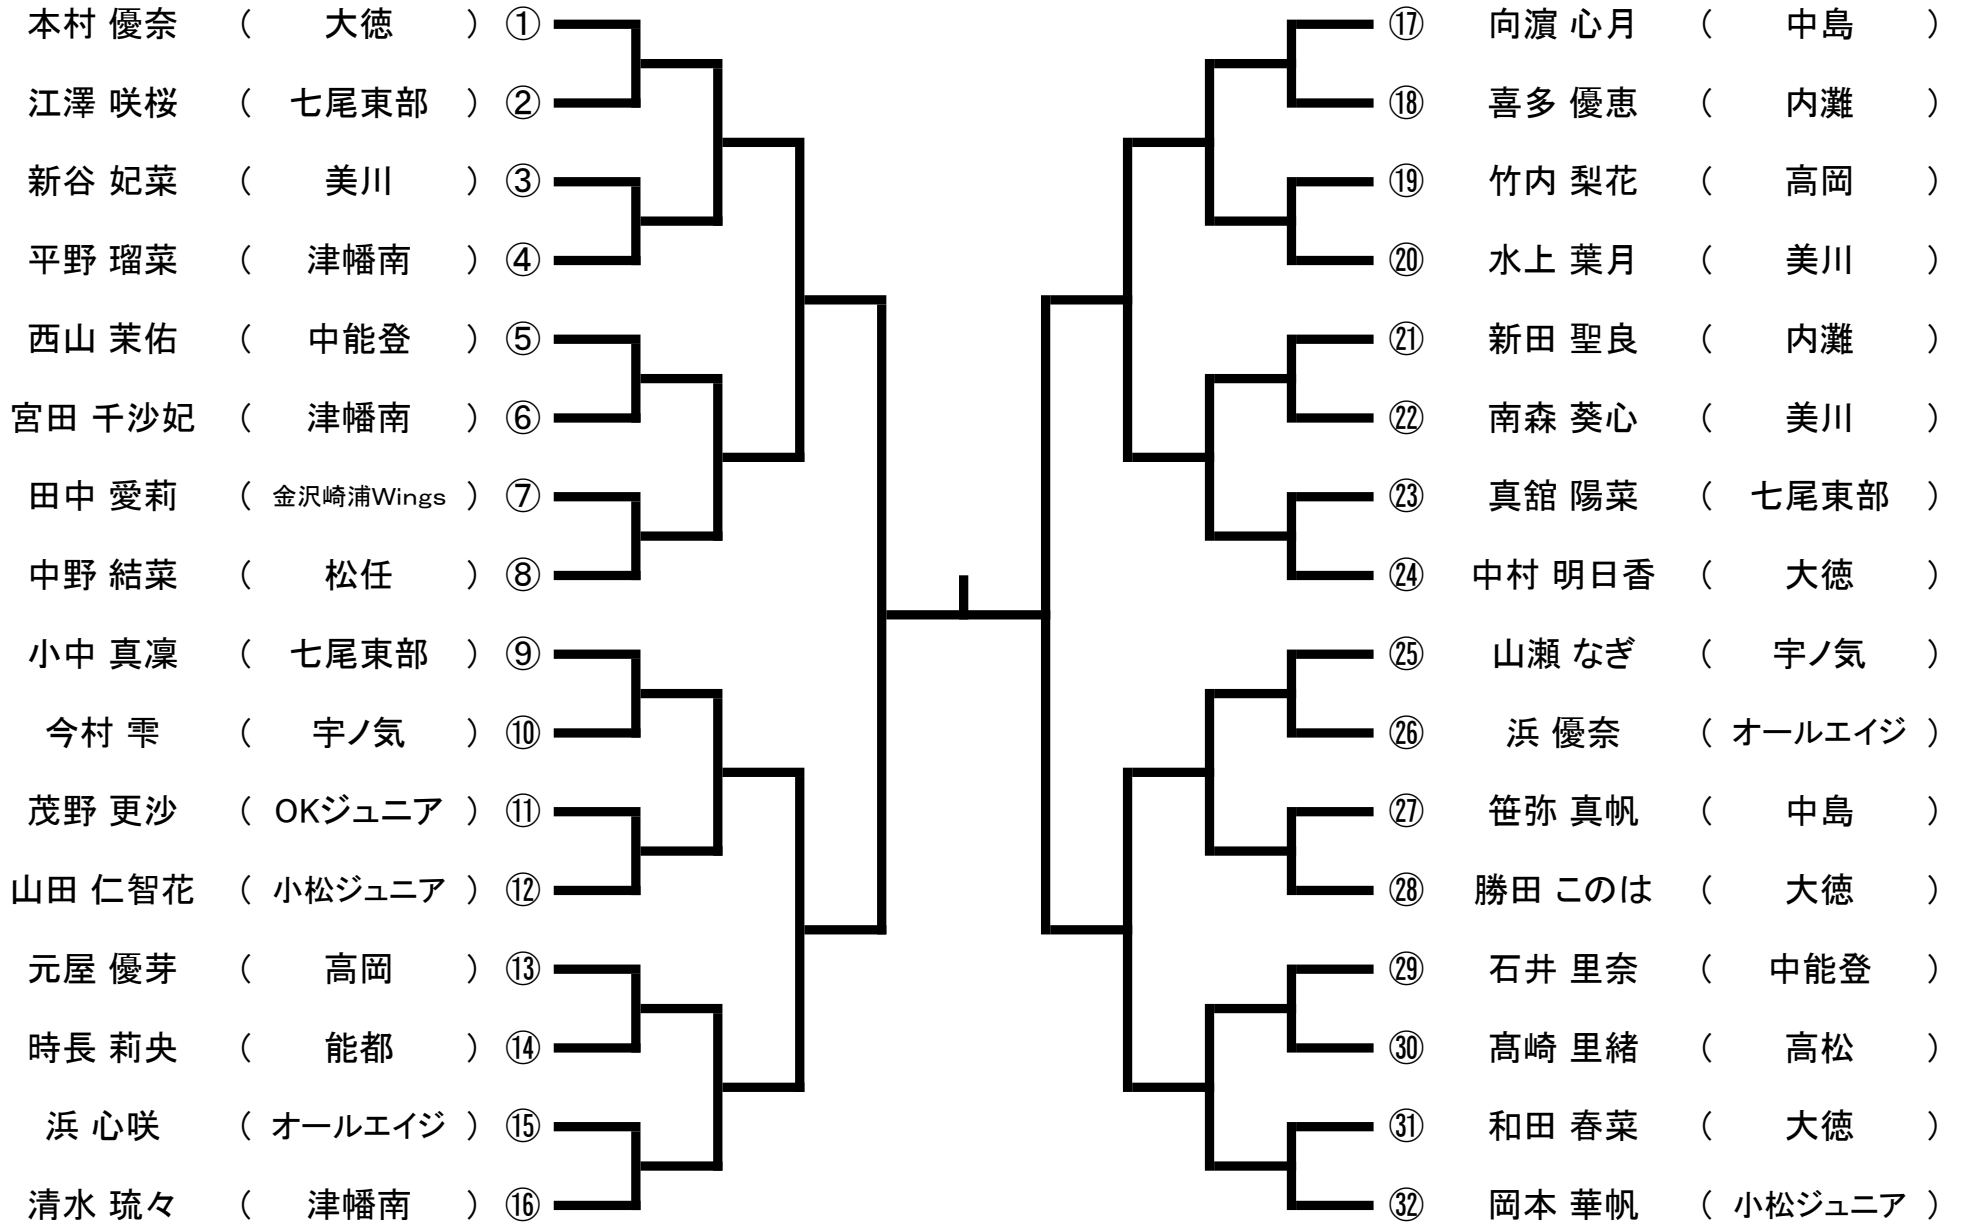 本村 優奈 （ 大徳 ） ①
江澤 咲桜 （ 七尾東部 ） ②
新谷 妃菜 （ 美川 ） ③
平野 瑠菜 （ 津幡南 ） ④
西山 茉佑 （ 中能登 ） ⑤
宮田 千沙妃 （ 津幡南 ） ⑥
田中 愛莉 （ 金沢崎浦Wings ） ⑦
中野 結菜 （ 松任 ） ⑧
小中 真凜 （ 七尾東部 ） ⑨
今村 雫 （ 宇ノ気 ） ⑩
茂野 更沙 （ OKジュニア ） ⑪
山田 仁智花 （ 小松ジュニア ） ⑫
元屋 優芽 （ 高岡 ） ⑬
時長 莉央 （ 能都 ） ⑭
浜 心咲 （ オールエイジ ） ⑮
清水 琉々 （ 津幡南 ） ⑯
⑰ 向濵 心月 （ 中島 ）
⑱ 喜多 優恵 （ 内灘 ）
⑲ 竹内 梨花 （ 高岡 ）
⑳ 水上 葉月 （ 美川 ）
㉑ 新田 聖良 （ 内灘 ）
㉒ 南森 葵心 （ 美川 ）
㉓ 真舘 陽菜 （ 七尾東部 ）
㉔ 中村 明日香 （ 大徳 ）
㉕ 山瀬 なぎ （ 宇ノ気 ）
㉖ 浜 優奈 （ オールエイジ ）
㉗ 笹弥 真帆 （ 中島 ）
㉘ 勝田 このは （ 大徳 ）
㉙ 石井 里奈 （ 中能登 ）
㉚ 髙崎 里緒 （ 高松 ）
㉛ 和田 春菜 （ 大徳 ）
㉜ 岡本 華帆 （ 小松ジュニア ）